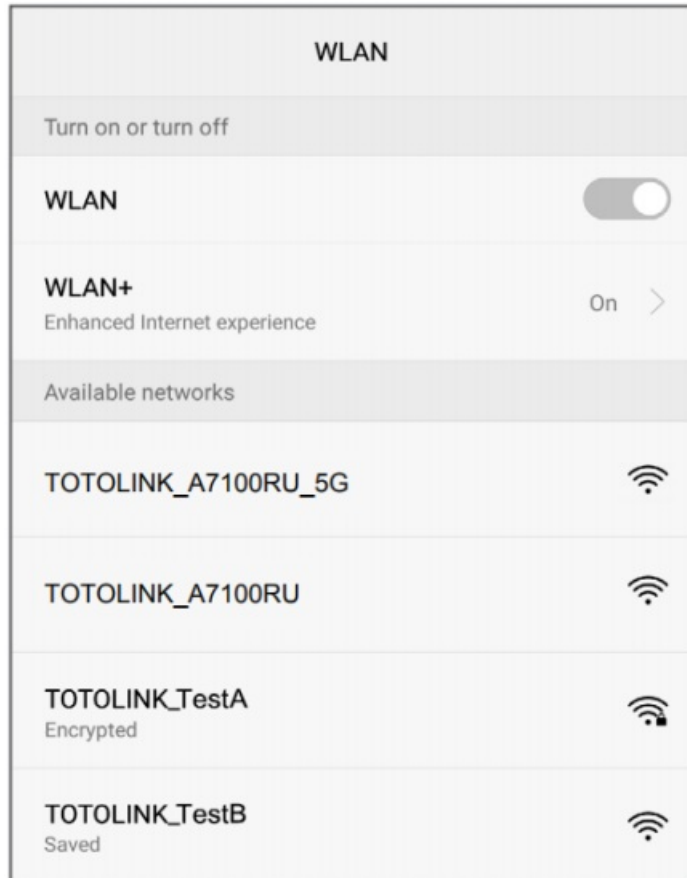 WLAN
Turn on or turn off
WLAN
WLAN+
Enhanced Internet experience
On
Available networks
TOTOLINK_A7100RU_5G
TOTOLINK_A7100RU
TOTOLINK_TestA
Encrypted
TOTOLINK_TestB
Saved